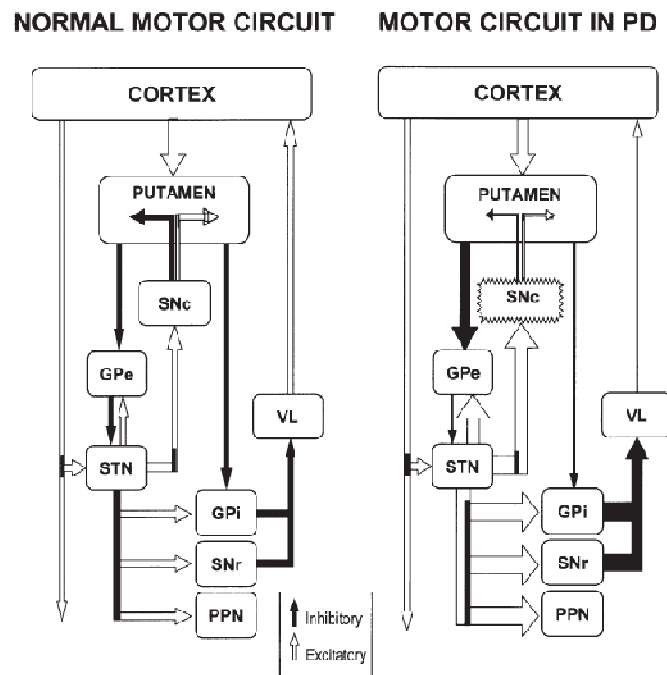 NORMAL MOTOR CIRCUIT
CORTEX
PUTAMEN
SNc
GPe
VL
STN
GPi
SNr
PPN
MOTOR CIRCUIT IN PD
CORTEX
PUTAMEN
SNc
GPe
VL
STN
GPi
SNr
PPN
Inhibitory
Excitatory